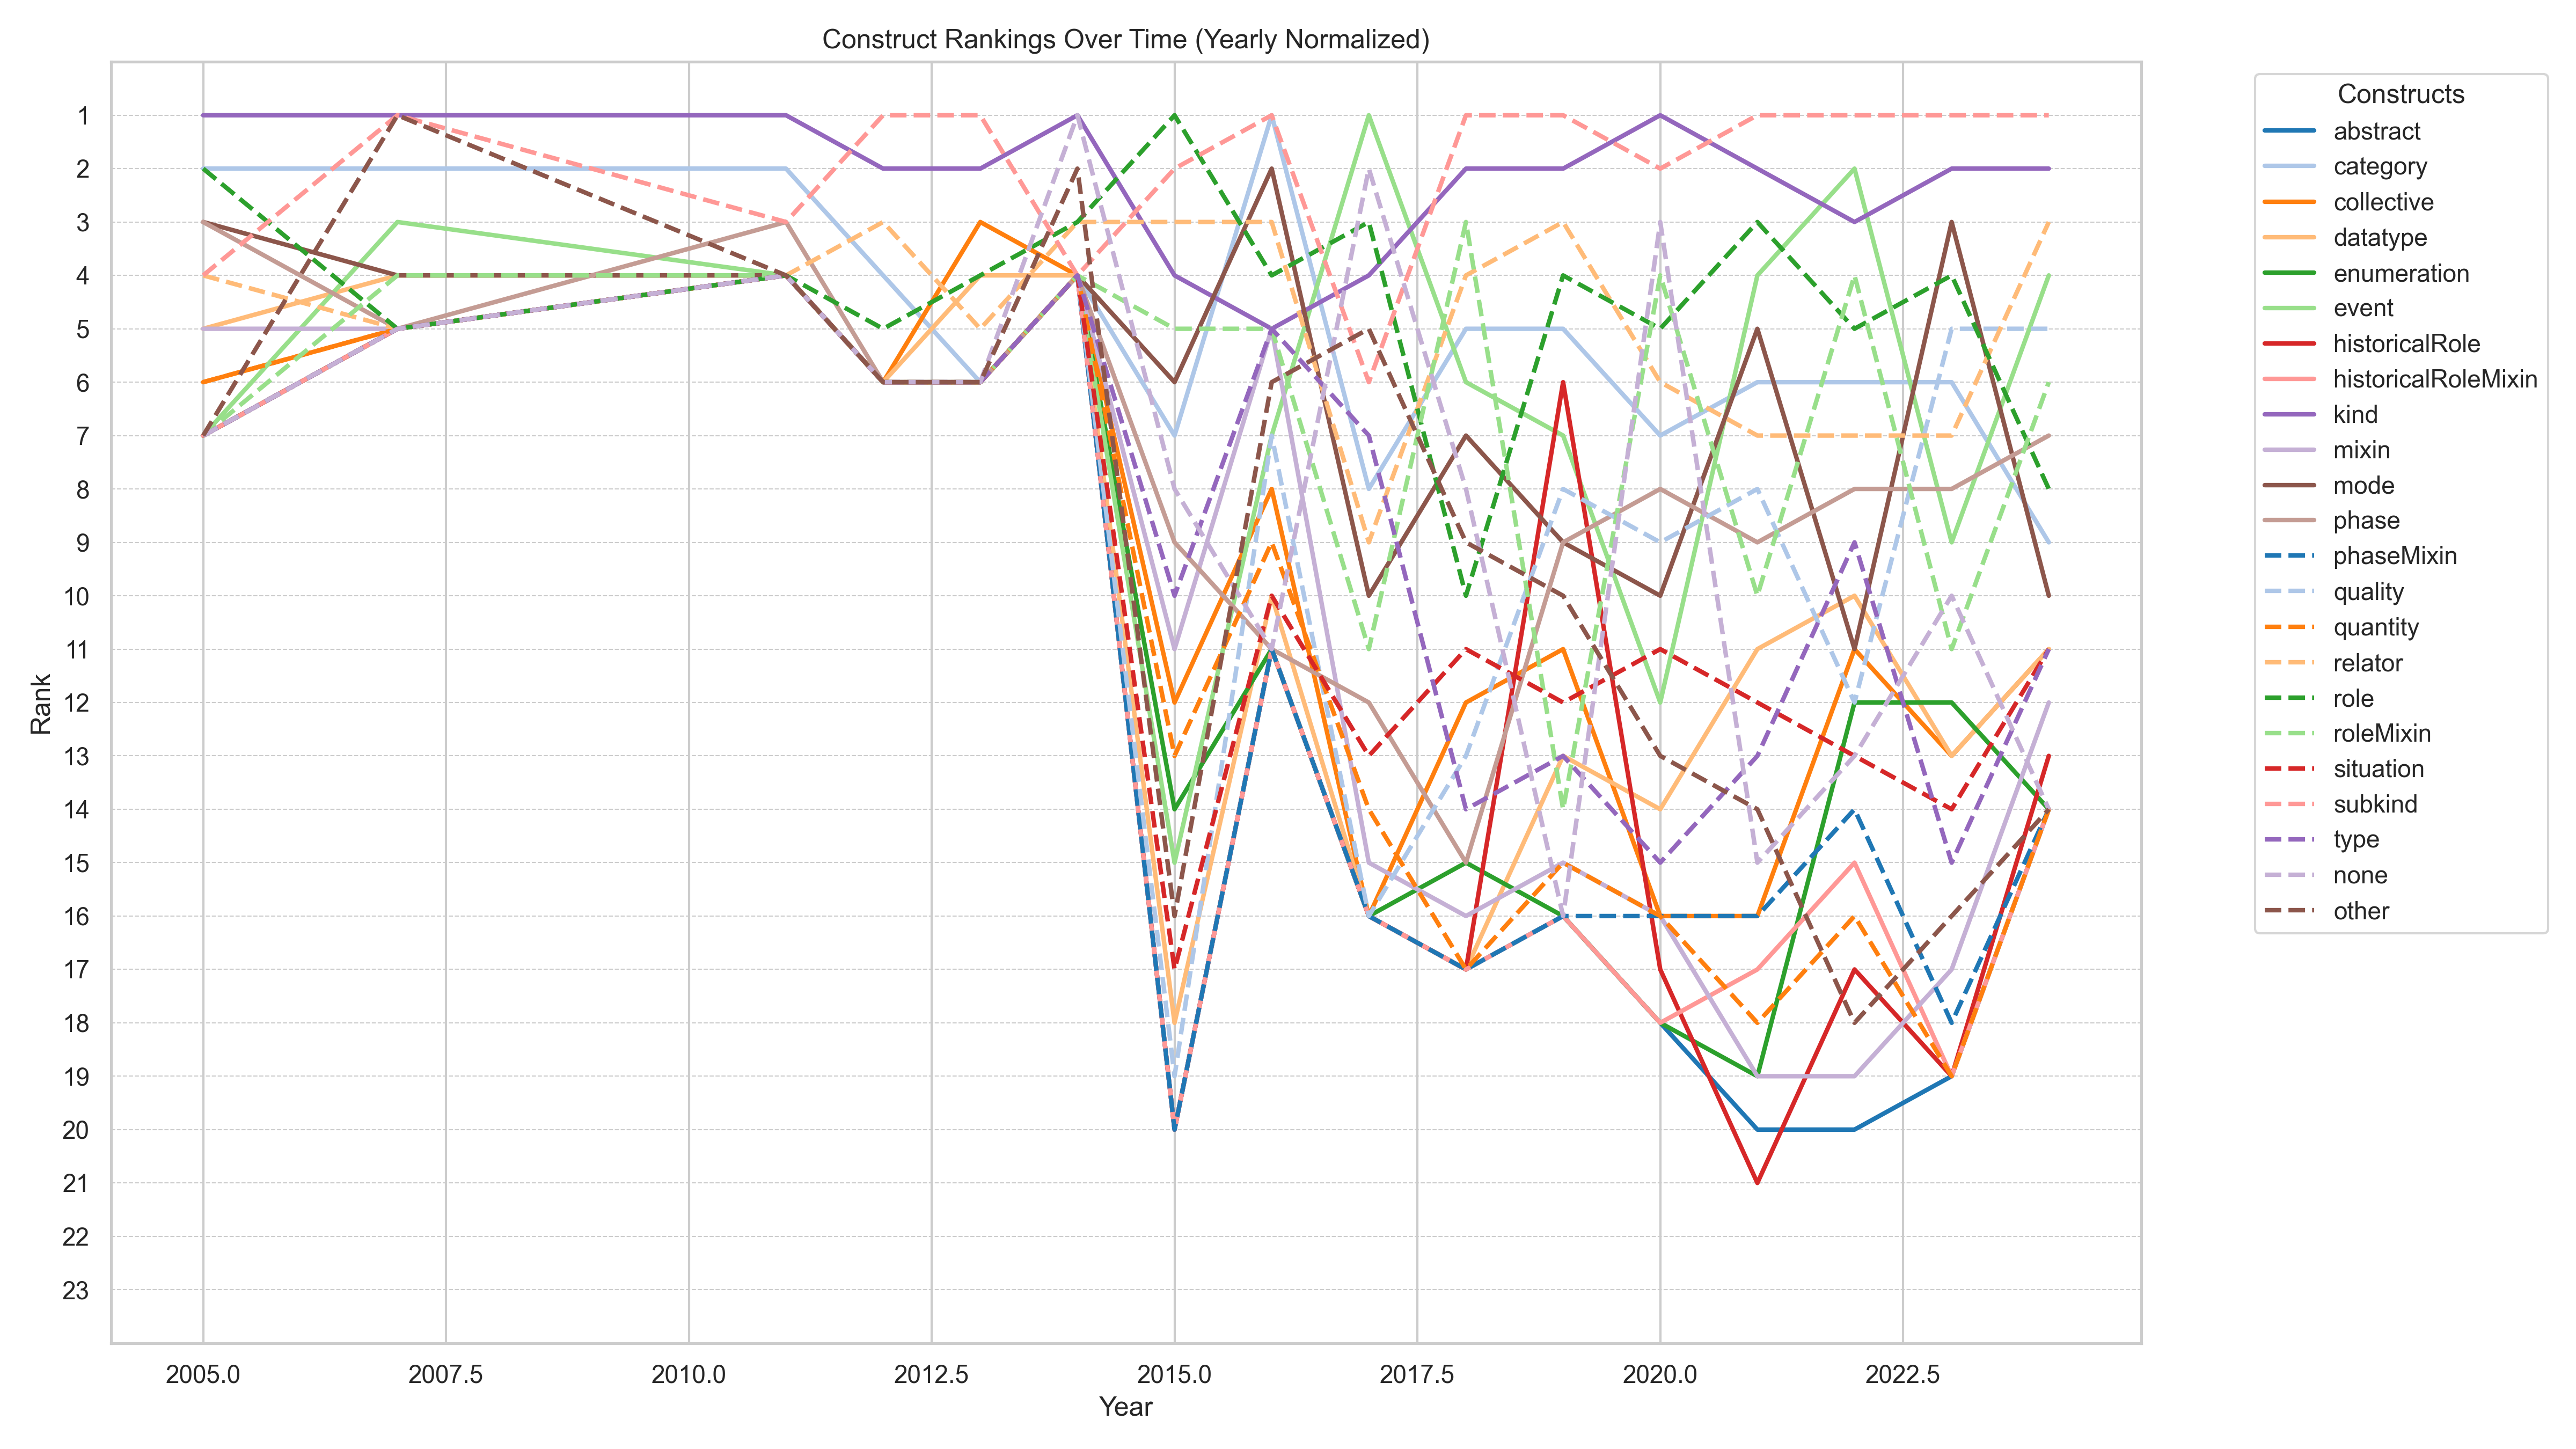 Construct Rankings Over Time (Yearly Normalized)
Rank
1
2
3
4
5
6
7
8
9
10
11
12
13
14
15
16
17
18
19
20
21
22
23
2005.0 2007.5 2010.0 2012.5 2015.0 2017.5 2020.0 2022.5
Year
Constructs
abstract
category
collective
datatype
enumeration
event
historicalRole
historicalRoleMixin
kind
mixin
mode
phase
phaseMixin
quality
quantity
relator
role
roleMixin
situation
subkind
type
none
other